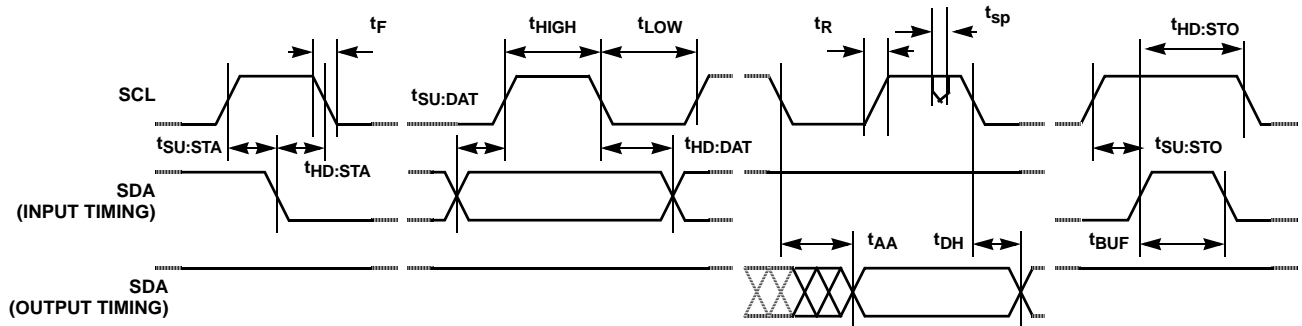 tF
tHIGH
tLOW
tR
tsp
tHD:STO
SCL
tSU:DAT
tSU:STA
tHD:STA
tHD:DAT
tSU:STO
SDA
(INPUT TIMING)
tAA
tDH
tBUF
SDA
(OUTPUT TIMING)